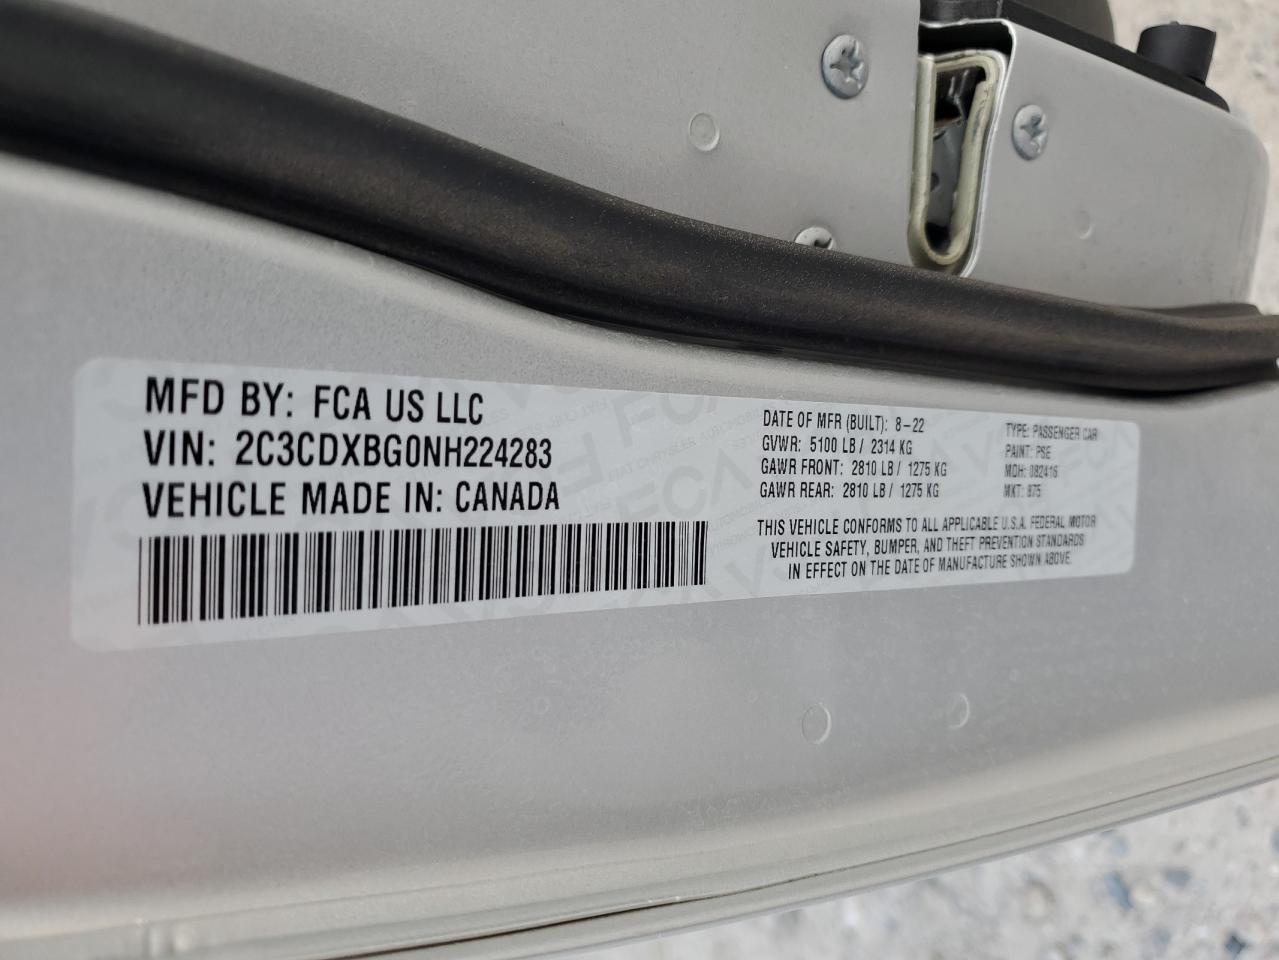 MFD BY: FCA US LLC
VIN: 2C3CDXBG0NH224283
VEHICLE MADE IN: CANADA
DATE OF MFR (BUILT): 8-22
GVWR: 5100 LB / 2314 KG
GAWR FRONT: 2810 LB / 1275 KG
GAWR REAR: 2810 LB / 1275 KG
TYPE: PASSENGER CAR
PAINT: PSE
MDH: 082416
MKT: 875
THIS VEHICLE CONFORMS TO ALL APPLICABLE U.S.A. FEDERAL MOTOR
VEHICLE SAFETY, BUMPER, AND THEFT PREVENTION STANDARDS
IN EFFECT ON THE DATE OF MANUFACTURE SHOWN ABOVE.